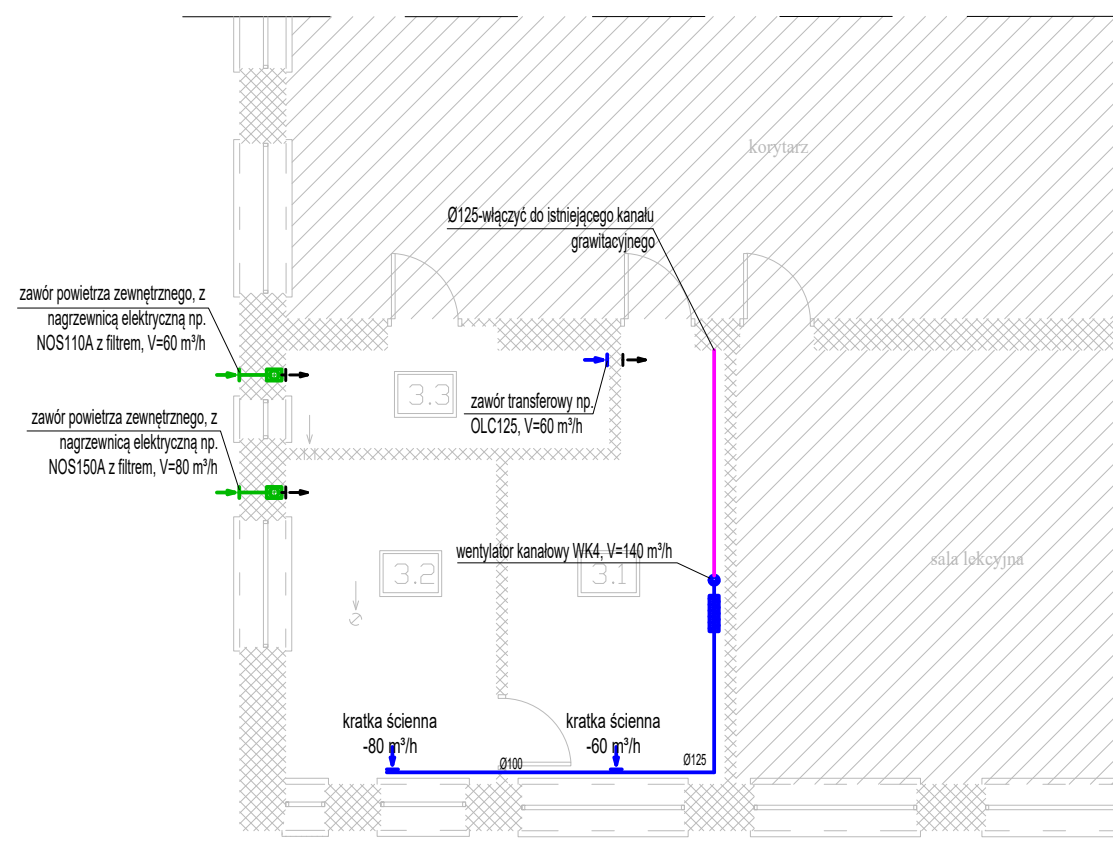 korytarz
Ø125-włączyć do istniejącego kanału
grawitacyjnego
zawór powietrza zewnętrznego, z
nagrzewnicą elektryczną np.
NOS110A z filtrem, V=60 m³/h
zawór powietrza zewnętrznego, z
nagrzewnicą elektryczną np.
NOS150A z filtrem, V=80 m³/h
3.3
zawór transferowy np.
OLC125, V=60 m³/h
wentylator kanałowy WK4, V=140 m³/h
3.2
3.1
sala lekcyjna
kratka ścienna
-80 m³/h
kratka ścienna
-60 m³/h
Ø100
Ø125